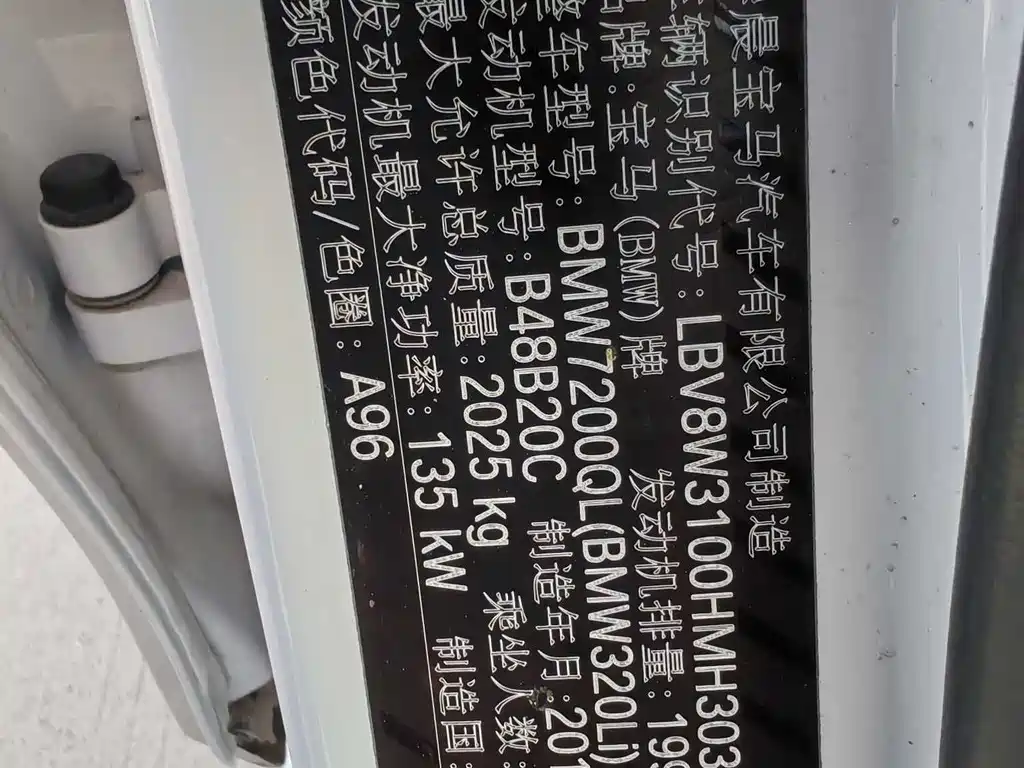 晨宝马汽车有限公司制造
辆识别代号: LBV8W3100HMH303
牌:宝马(BMW)牌 发动机排量: 199
车型号: BMW7200QL(BMW320Li)
发动机型号: B48B20C 制造年月: 201
最大允许总质量: 2025 kg 乘坐人数:
发动机最大净功率: 135 kW 制造国:
颜色代码/色圈: A96